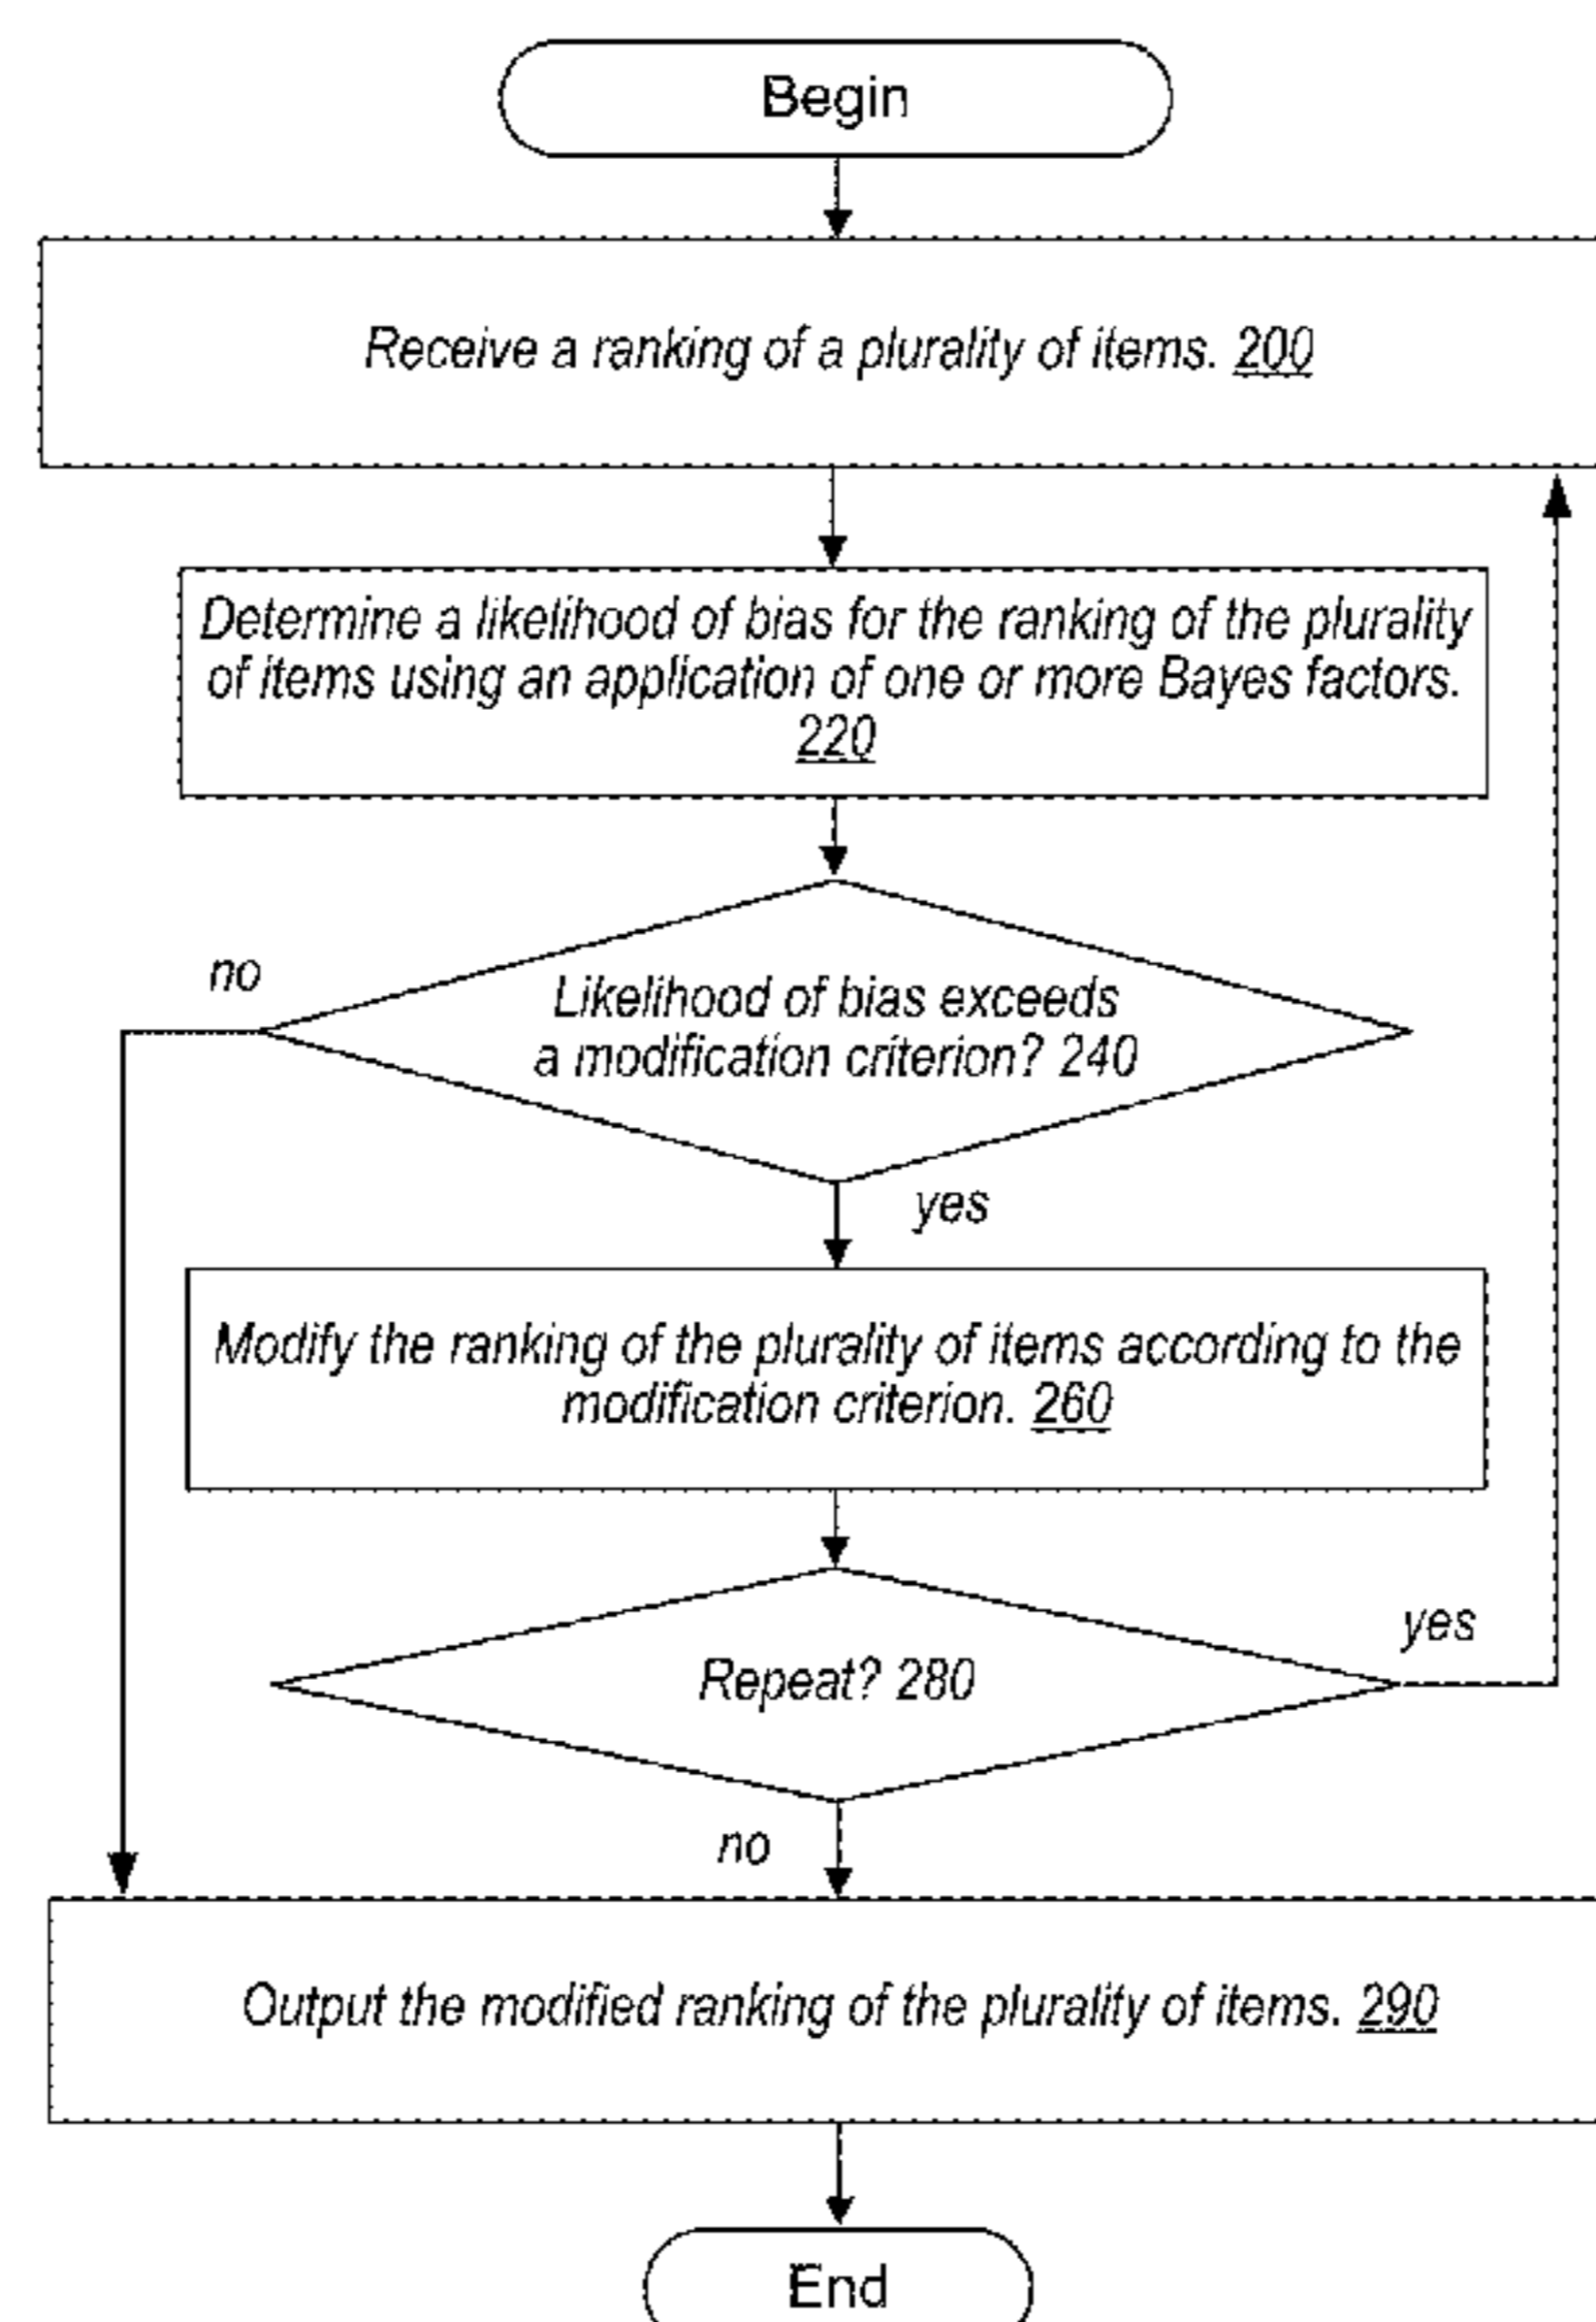 Begin
Receive a ranking of a plurality of items. 200
Determine a likelihood of bias for the ranking of the plurality
of items using an application of one or more Bayes factors.
220
no
Likelihood of bias exceeds
a modification criterion? 240
yes
Modify the ranking of the plurality of items according to the
modification criterion. 260
yes
Repeat? 280
no
Output the modified ranking of the plurality of items. 290
End